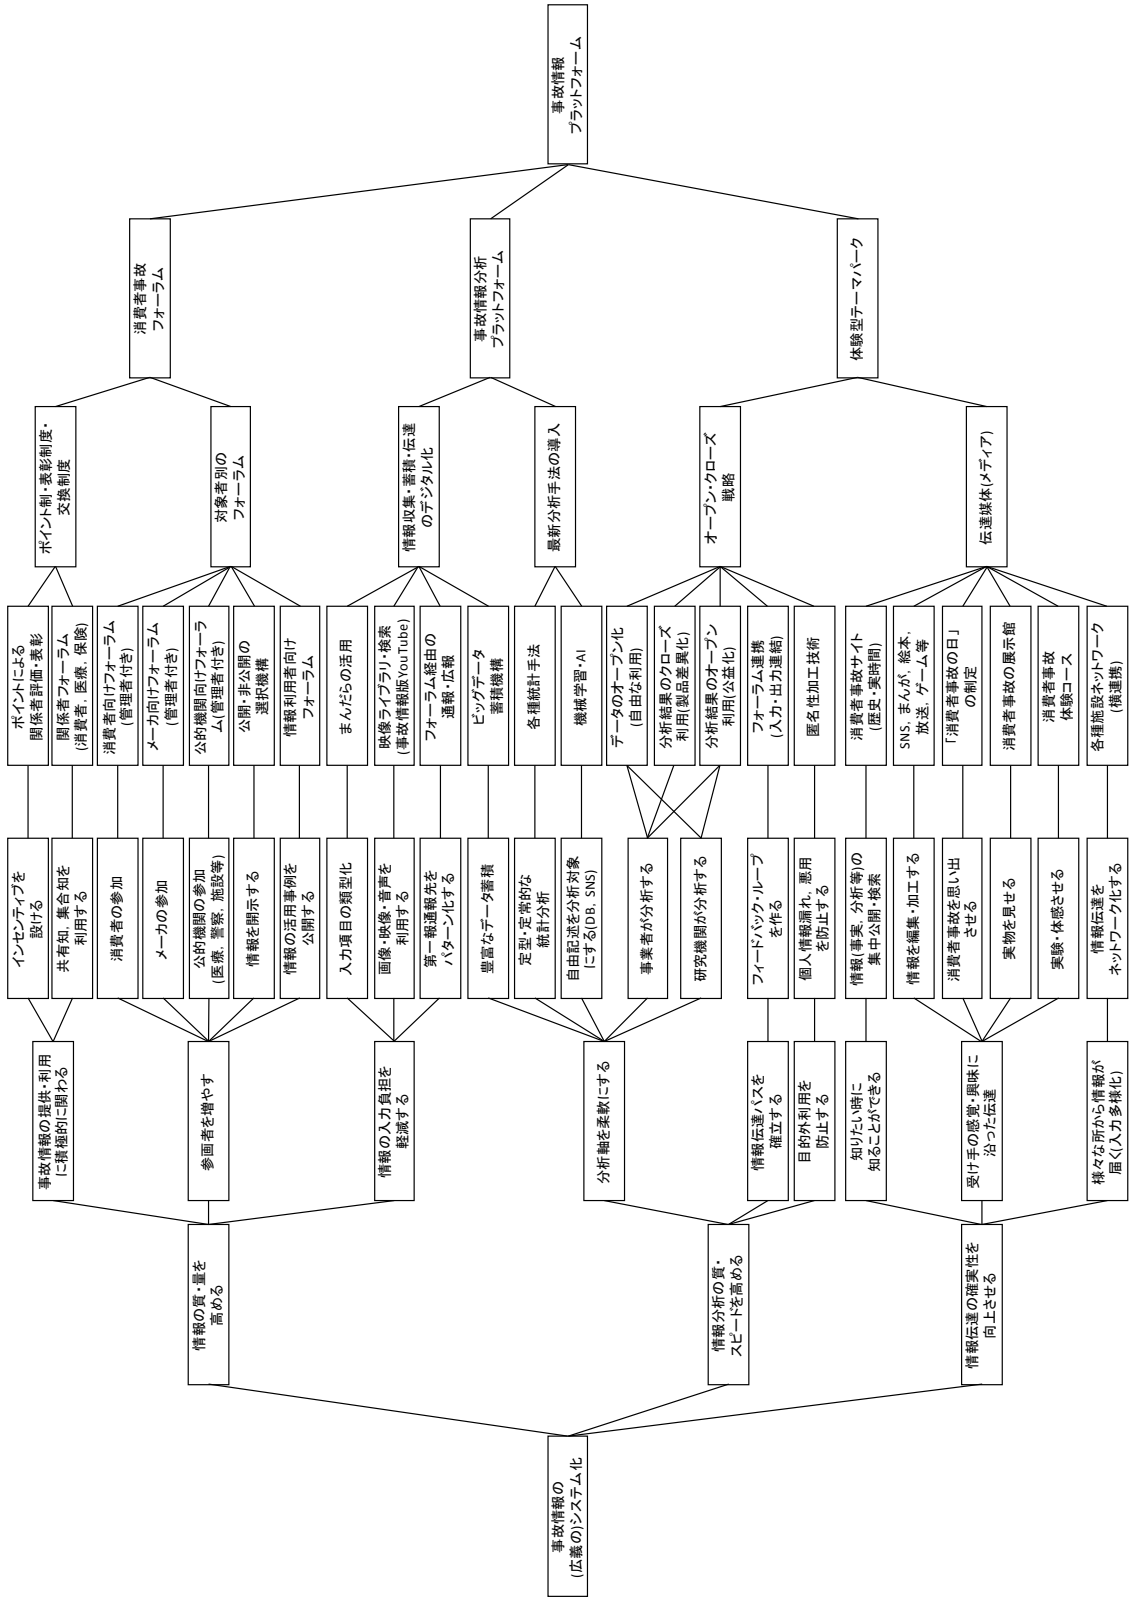 事故情報の
(広義の)システム化
情報の質・量を
高める
情報分析の質・
スピードを高める
情報伝達の確実性を
向上させる
事故情報の提供・利用
に積極的に関わる
参画者を増やす
情報の入力負担を
軽減する
分析軸を柔軟にする
情報伝達パスを
確立する
目的外利用を
防止する
知りたい時に
知ることができる
受け手の感覚・興味に
沿った伝達
様々な所から情報が
届く(入力多様化)
インセンティブを
設ける
共有知, 集合知を
利用する
消費者の参加
メーカの参加
公的機関の参加
(医療, 警察, 施設等)
情報を開示する
情報の活用事例を
公開する
入力項目の類型化
画像・映像・音声を
利用する
第一報通報先を
パターン化する
豊富なデータ蓄積
定型・定常的な
統計分析
自由記述を分析対象
にする(DB, SNS)
事業者が分析する
研究機関が分析する
フィードバック・ループ
を作る
個人情報漏れ, 悪用
を防止する
情報(事実, 分析等)の
集中公開・検索
情報を編集・加工する
消費者事故を思い出
させる
実物を見せる
実験・体感させる
情報伝達を
ネットワーク化する
ポイントによる
関係者評価・表彰
関係者フォーラム
(消費者, 医療, 保険)
消費者向けフォーラム
(管理者付き)
メーカ向けフォーラム
(管理者付き)
公的機関向けフォーラ
ム(管理者付き)
公開・非公開の
選択機構
情報利用者向け
フォーラム
まんだらの活用
映像ライブラリ・検索
(事故情報版YouTube)
フォーラム経由の
通報・広報
ビッグデータ
蓄積機構
各種統計手法
機械学習・AI
データのオープン化
(自由な利用)
分析結果のクローズ
利用(製品差異化)
分析結果のオープン
利用(公益化)
フォーラム連携
(入力・出力連結)
匿名性加工技術
消費者事故サイト
(歴史・実時間)
SNS, まんが, 絵本,
放送, ゲーム等
「消費者事故の日」
の制定
消費者事故の展示館
消費者事故
体験コース
各種施設ネットワーク
(横連携)
ポイント制・表彰制度・
交換制度
対象者別の
フォーラム
情報収集・蓄積・伝達
のデジタル化
最新分析手法の導入
オープン・クローズ
戦略
伝達媒体(メディア)
消費者事故
フォーラム
事故情報分析
プラットフォーム
体験型テーマパーク
事故情報
プラットフォーム